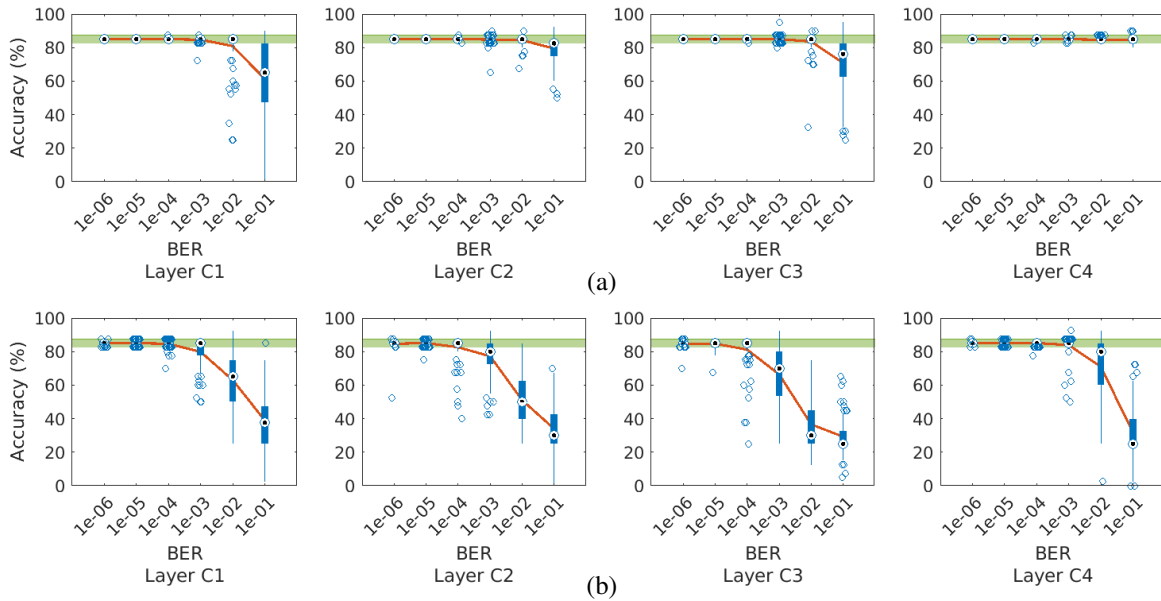 Accuracy (%)
100
80
60
40
20
0
1e-06
1e-05
1e-04
1e-03
1e-02
1e-01
BER
Layer C1
100
80
60
40
20
0
1e-06
1e-05
1e-04
1e-03
1e-02
1e-01
BER
Layer C2
100
80
60
40
20
0
1e-06
1e-05
1e-04
1e-03
1e-02
1e-01
BER
Layer C3
100
80
60
40
20
0
1e-06
1e-05
1e-04
1e-03
1e-02
1e-01
BER
Layer C4
(a)
Accuracy (%)
100
80
60
40
20
0
1e-06
1e-05
1e-04
1e-03
1e-02
1e-01
BER
Layer C1
100
80
60
40
20
0
1e-06
1e-05
1e-04
1e-03
1e-02
1e-01
BER
Layer C2
100
80
60
40
20
0
1e-06
1e-05
1e-04
1e-03
1e-02
1e-01
BER
Layer C3
100
80
60
40
20
0
1e-06
1e-05
1e-04
1e-03
1e-02
1e-01
BER
Layer C4
(b)